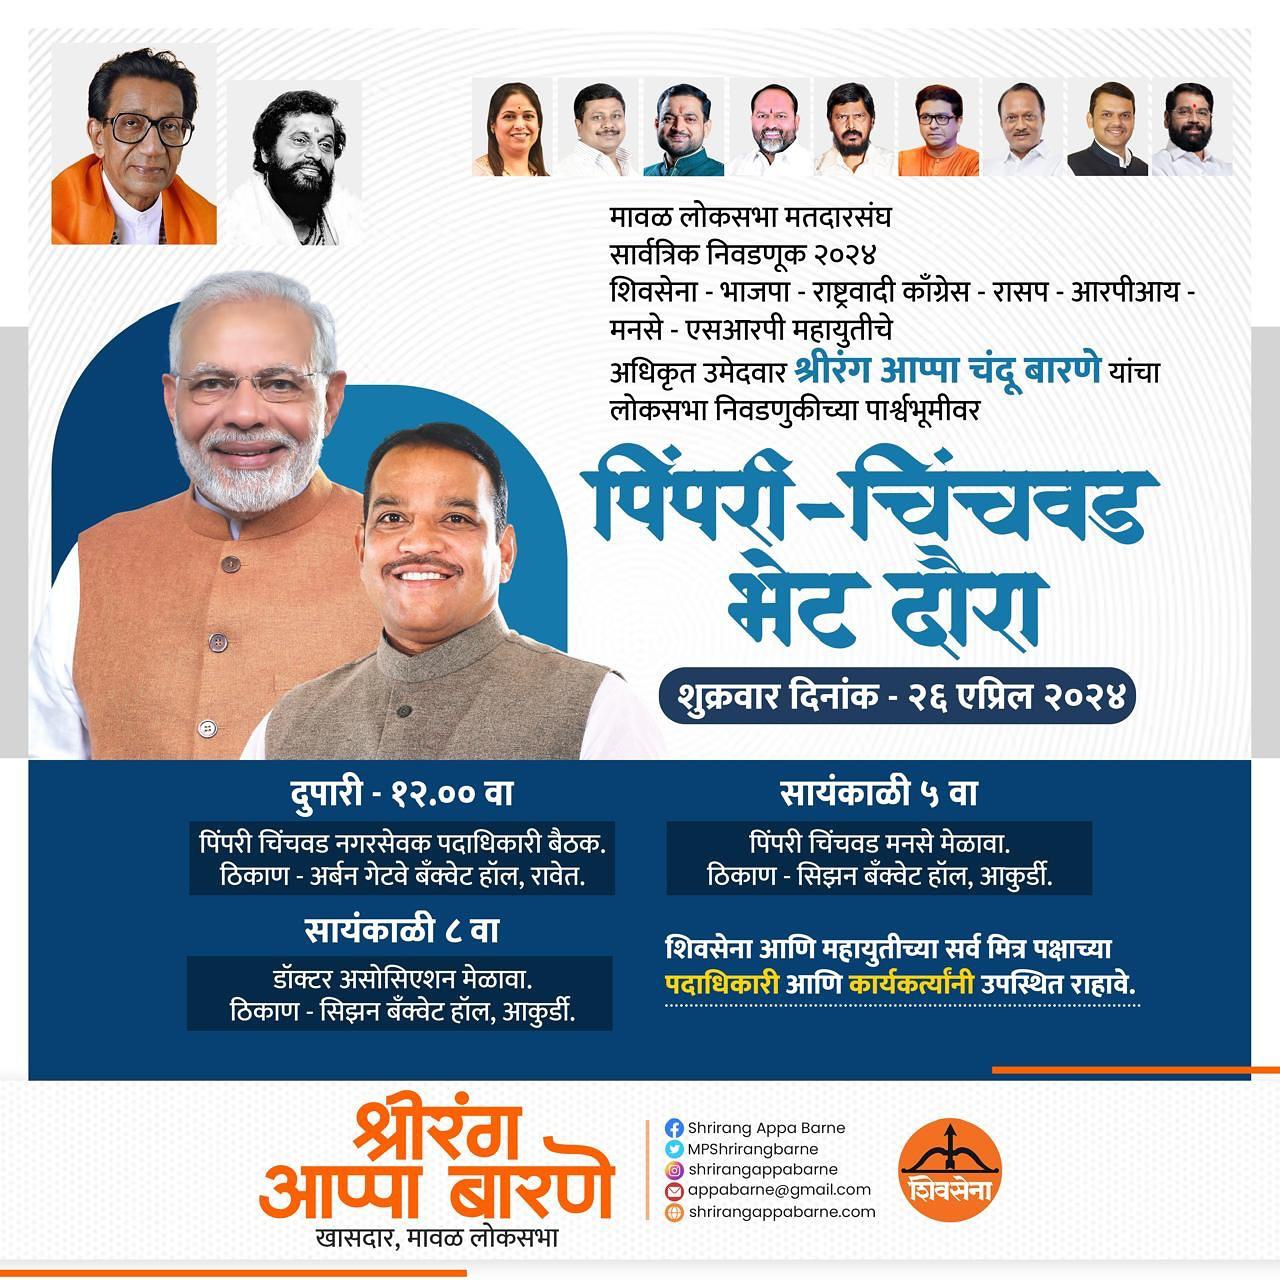 मावळ लोकसभा मतदारसंघ
सार्वत्रिक निवडणूक २०२४
शिवसेना - भाजपा - राष्ट्रवादी काँग्रेस - रासप - आरपीआय -
मनसे - एसआरपी महायुतीचे
अधिकृत उमेदवार श्रीरंग आप्पा चंदू बारणे यांचा
लोकसभा निवडणुकीच्या पार्श्वभूमीवर
पिंपरी-चिंचवड
भेट दौरा
शुक्रवार दिनांक - २६ एप्रिल २०२४
दुपारी - १२.०० वा
पिंपरी चिंचवड नगरसेवक पदाधिकारी बैठक.
ठिकाण - अर्बन गेटवे बँक्वेट हॉल, रावेत.
सायंकाळी ५ वा
पिंपरी चिंचवड मनसे मेळावा.
ठिकाण - सिझन बँक्वेट हॉल, आकुर्डी.
सायंकाळी ८ वा
डॉक्टर असोसिएशन मेळावा.
ठिकाण - सिझन बँक्वेट हॉल, आकुर्डी.
शिवसेना आणि महायुतीच्या सर्व मित्र पक्षाच्या
पदाधिकारी आणि कार्यकर्त्यांनी उपस्थित राहावे.
श्रीरंग
आप्पा बारणे
खासदार, मावळ लोकसभा
Shrirang Appa Barne
MPShrirangbarne
shrirangappabarne
appabarne@gmail.com
shrirangappabarne.com
शिवसेना